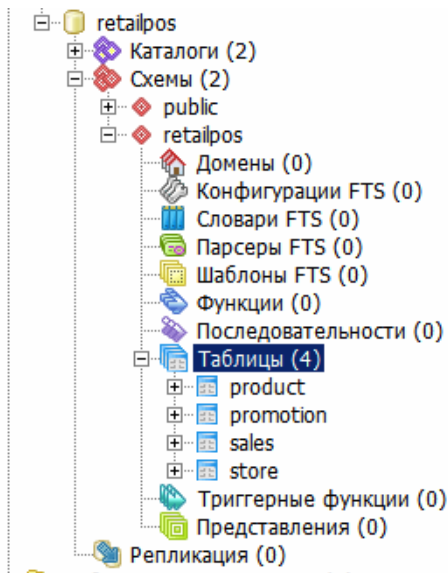 retailpos
Каталоги (2)
Схемы (2)
public
retailpos
Домены (0)
Конфигурации FTS (0)
Словари FTS (0)
Парсеры FTS (0)
Шаблоны FTS (0)
Функции (0)
Последовательности (0)
Таблицы (4)
product
promotion
sales
store
Триггерные функции (0)
Представления (0)
Репликация (0)